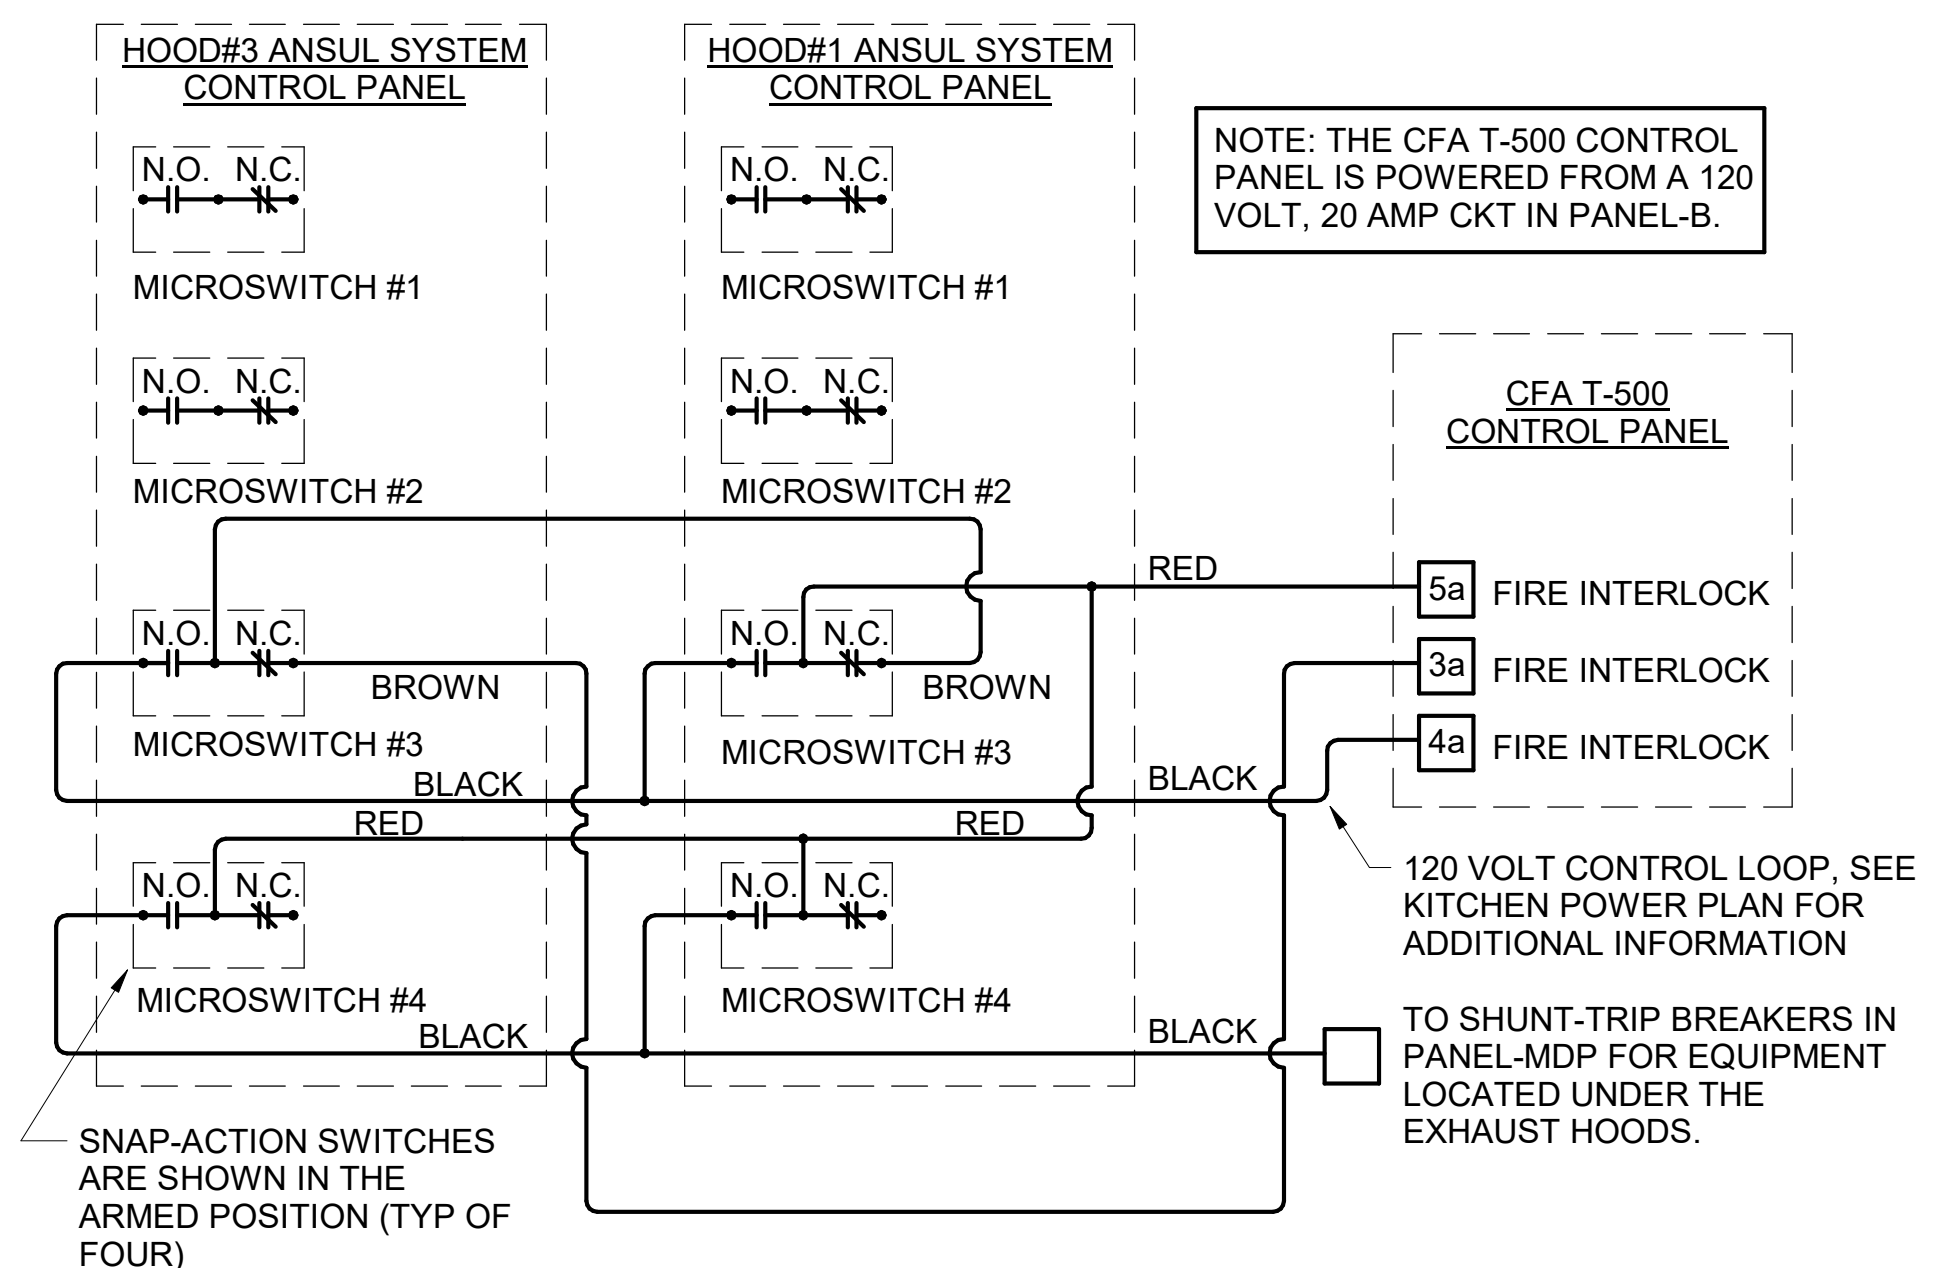 HOOD#3 ANSUL SYSTEM
CONTROL PANEL
HOOD#1 ANSUL SYSTEM
CONTROL PANEL
NOTE: THE CFA T-500 CONTROL
PANEL IS POWERED FROM A 120
VOLT, 20 AMP CKT IN PANEL-B.
N.O. N.C.
MICROSWITCH #1
N.O. N.C.
MICROSWITCH #1
N.O. N.C.
MICROSWITCH #2
N.O. N.C.
MICROSWITCH #2
CFA T-500
CONTROL PANEL
RED
5a FIRE INTERLOCK
N.O. N.C.
BROWN
MICROSWITCH #3
N.O. N.C.
BROWN
MICROSWITCH #3
3a FIRE INTERLOCK
4a FIRE INTERLOCK
BLACK
BLACK
RED
RED
N.O. N.C.
MICROSWITCH #4
N.O. N.C.
MICROSWITCH #4
120 VOLT CONTROL LOOP, SEE
KITCHEN POWER PLAN FOR
ADDITIONAL INFORMATION
BLACK
BLACK
TO SHUNT-TRIP BREAKERS IN
PANEL-MDP FOR EQUIPMENT
LOCATED UNDER THE
EXHAUST HOODS.
SNAP-ACTION SWITCHES
ARE SHOWN IN THE
ARMED POSITION (TYP OF
FOUR)